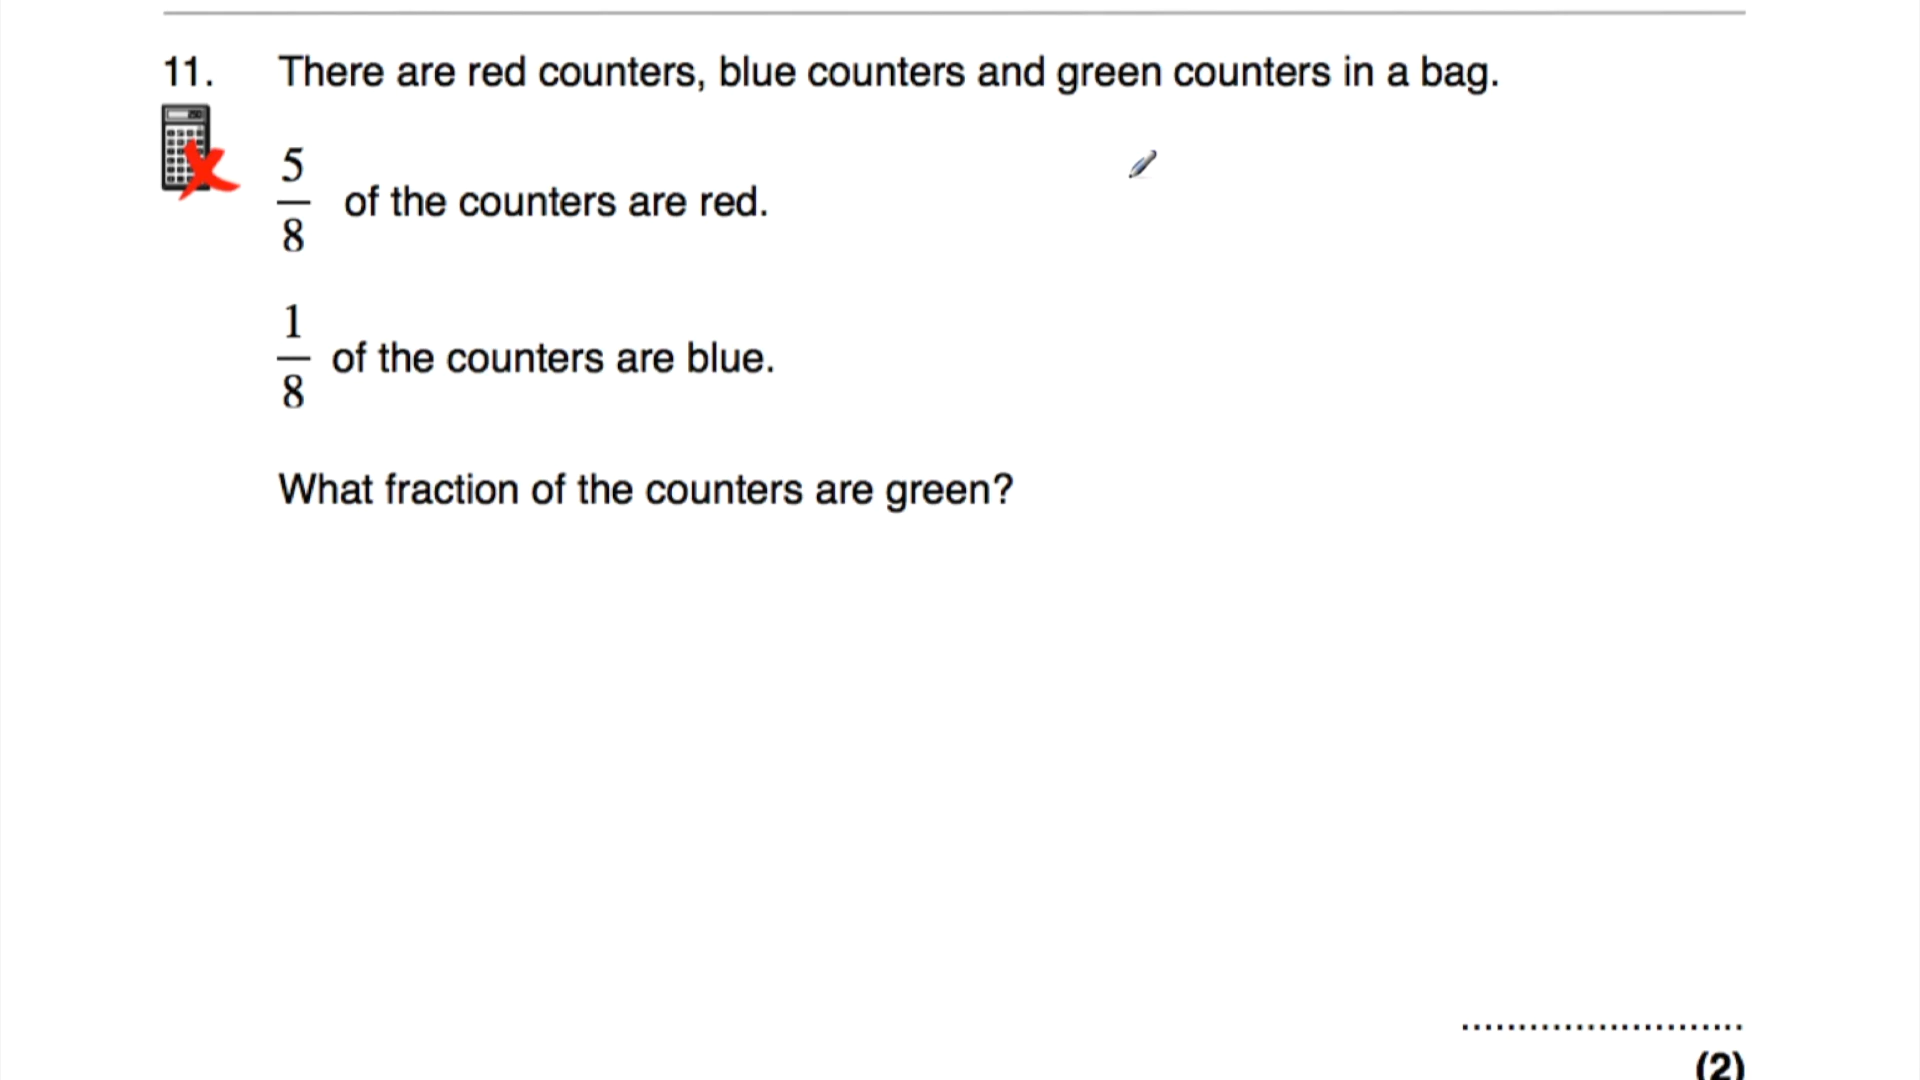 11. There are red counters, blue counters and green counters in a bag.
5
8
of the counters are red.
1
8
of the counters are blue.
What fraction of the counters are green?
..........................
(2)